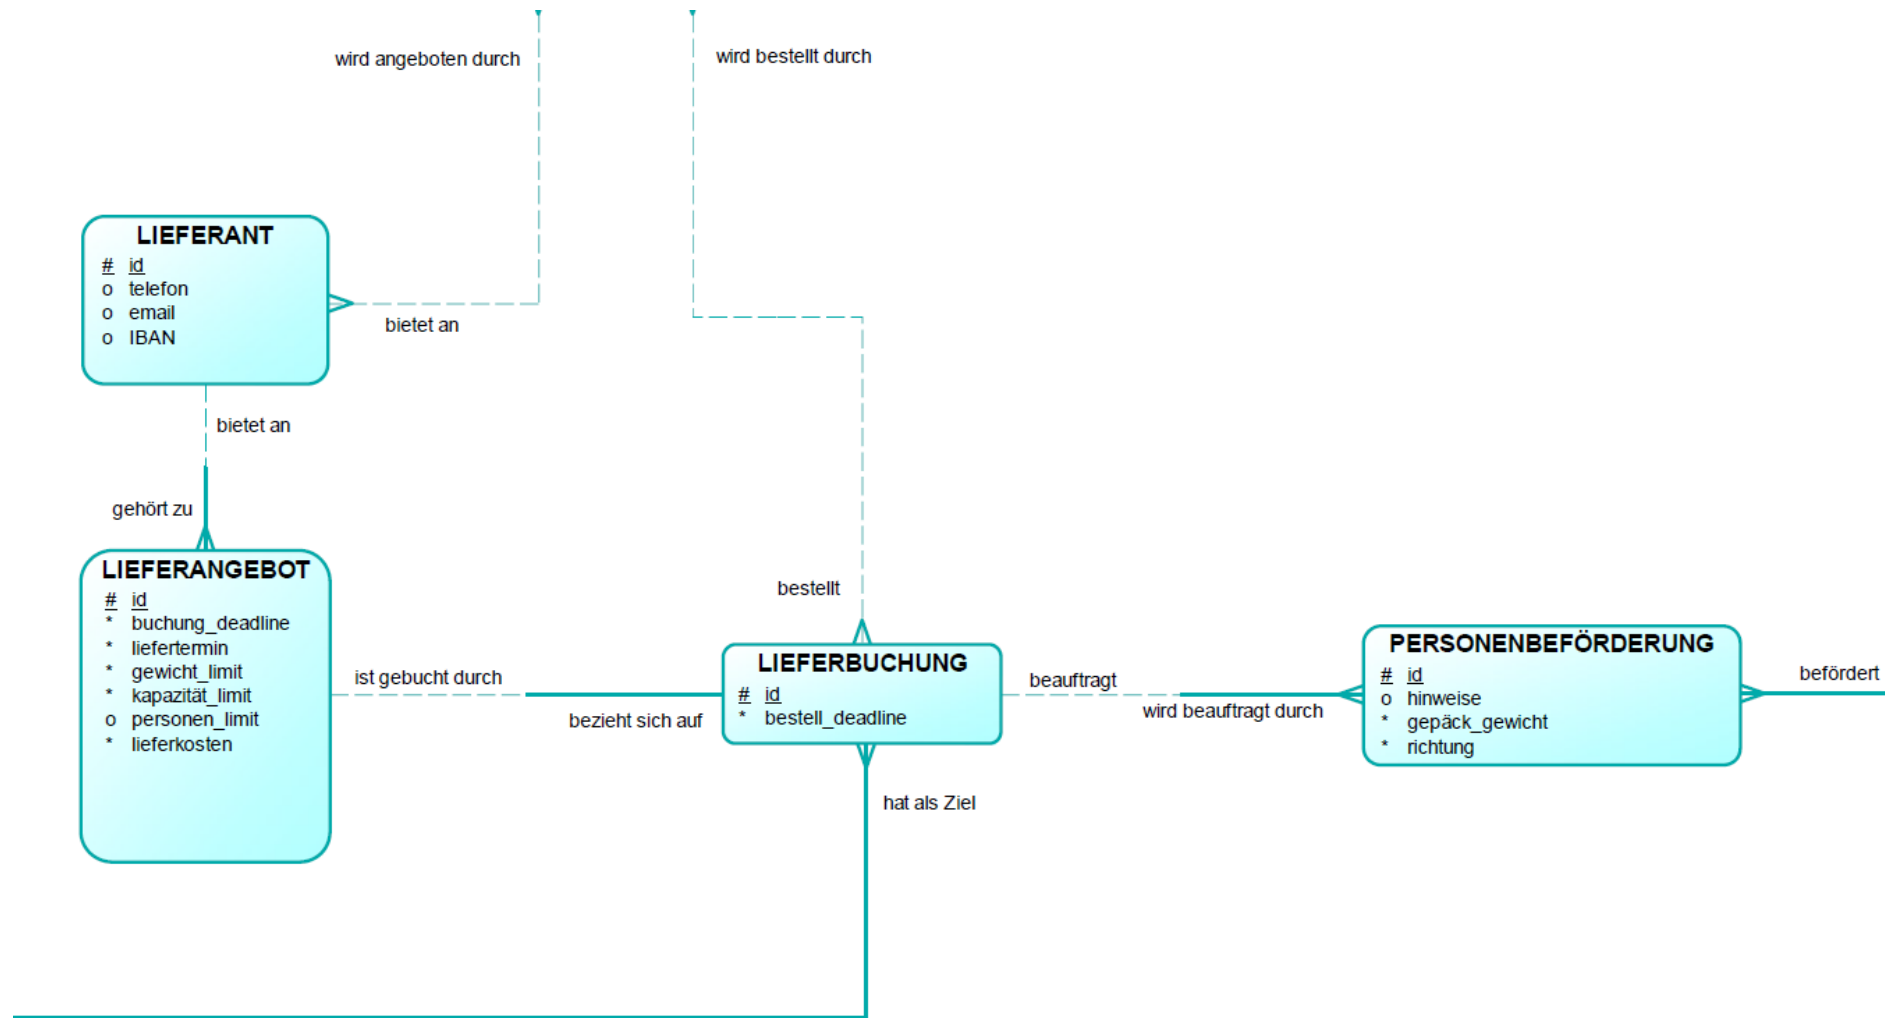 wird angeboten durch
wird bestellt durch
LIEFERANT
# id
o telefon
o email
o IBAN
bietet an
bietet an
gehört zu
LIEFERANGEBOT
# id
* buchung_deadline
* liefertermin
* gewicht_limit
* kapazität_limit
o personen_limit
* lieferkosten
ist gebucht durch
bezieht sich auf
bestellt
LIEFERBUCHUNG
# id
* bestell_deadline
hat als Ziel
beauftragt
wird beauftragt durch
PERSONENBEFÖRDERUNG
# id
o hinweise
* gepäck_gewicht
* richtung
befördert